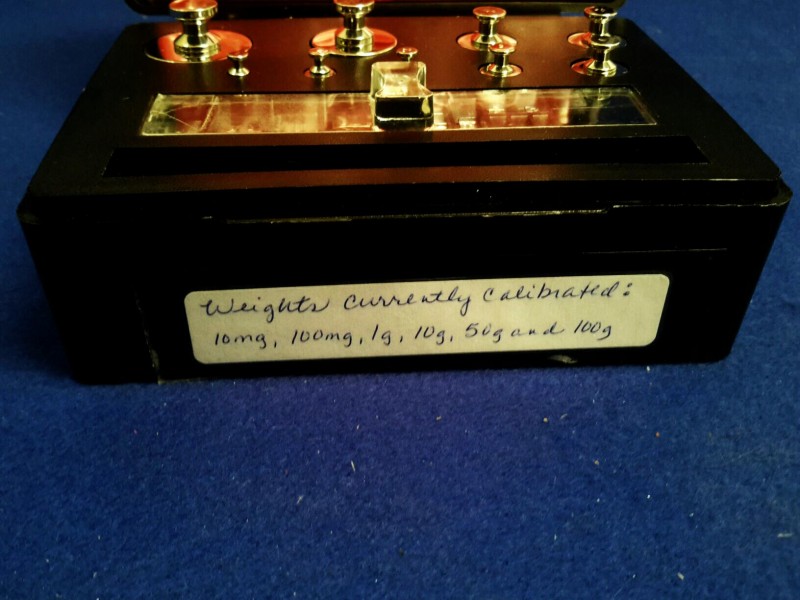 Weights currently calibrated:
10mg, 100mg, 1g, 10g, 50g and 100g